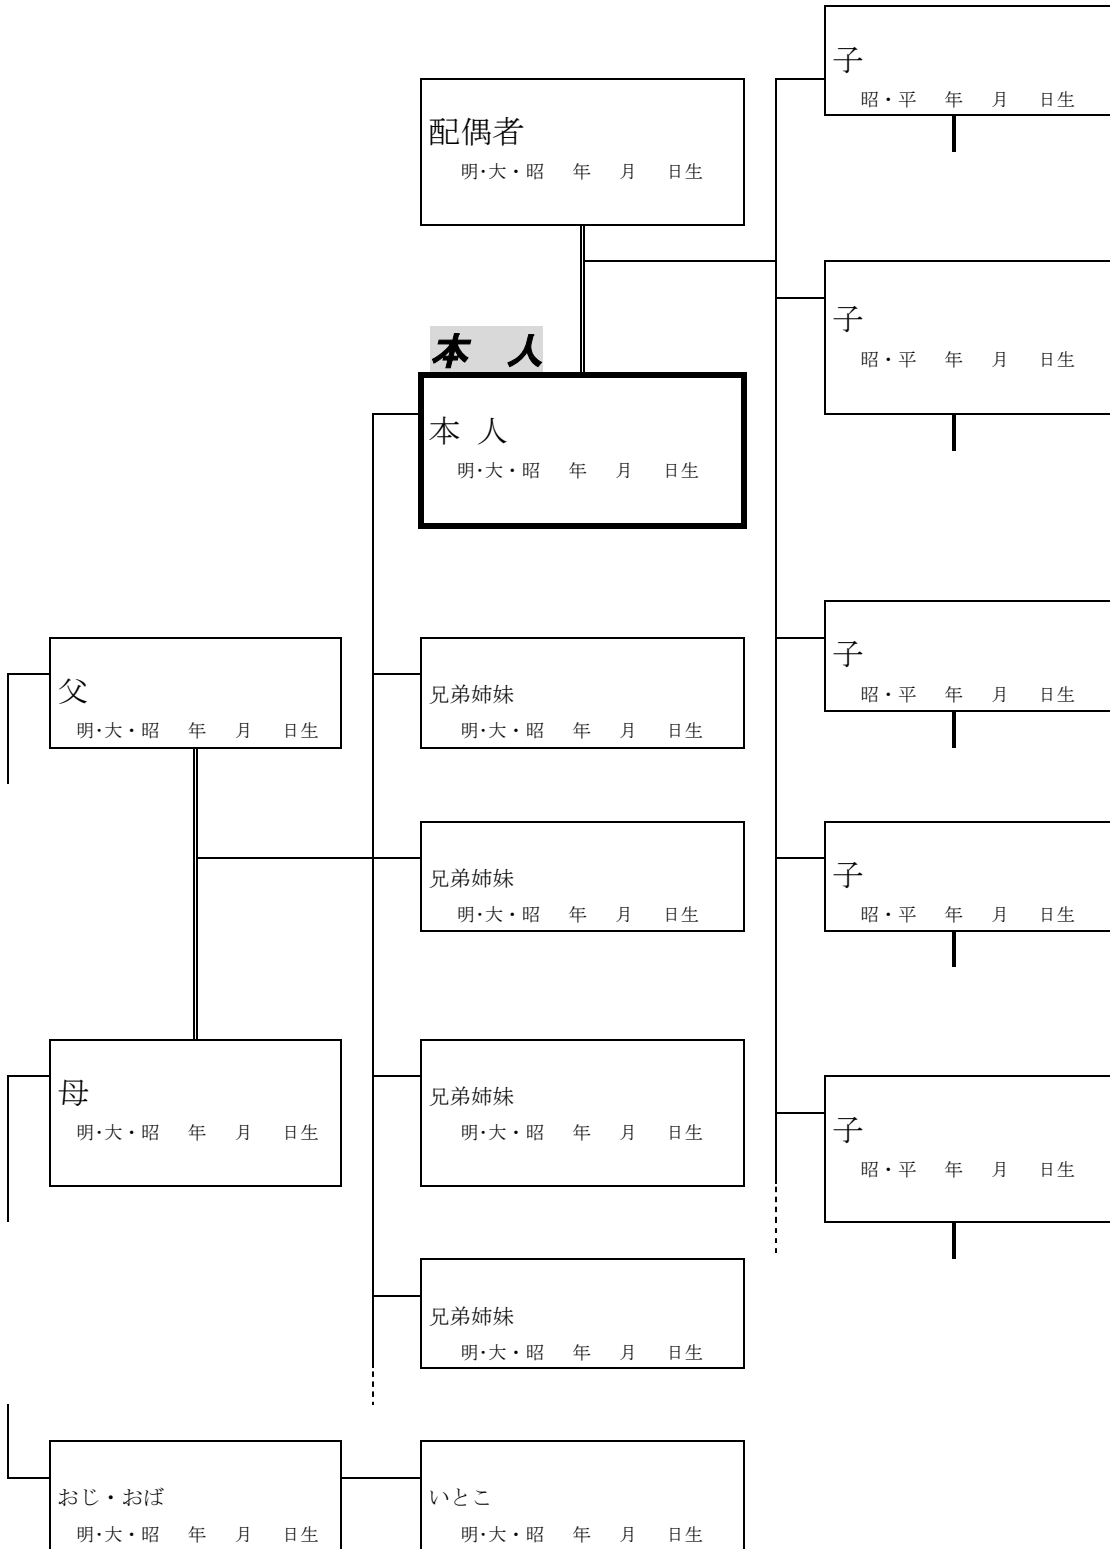 子
昭・平 年 月 日生
配偶者
明・大・昭 年 月 日生
子
昭・平 年 月 日生
本 人
本 人
明・大・昭 年 月 日生
子
昭・平 年 月 日生
父
明・大・昭 年 月 日生
兄弟姉妹
明・大・昭 年 月 日生
兄弟姉妹
明・大・昭 年 月 日生
子
昭・平 年 月 日生
母
明・大・昭 年 月 日生
兄弟姉妹
明・大・昭 年 月 日生
子
昭・平 年 月 日生
兄弟姉妹
明・大・昭 年 月 日生
おじ・おば
明・大・昭 年 月 日生
いとこ
明・大・昭 年 月 日生